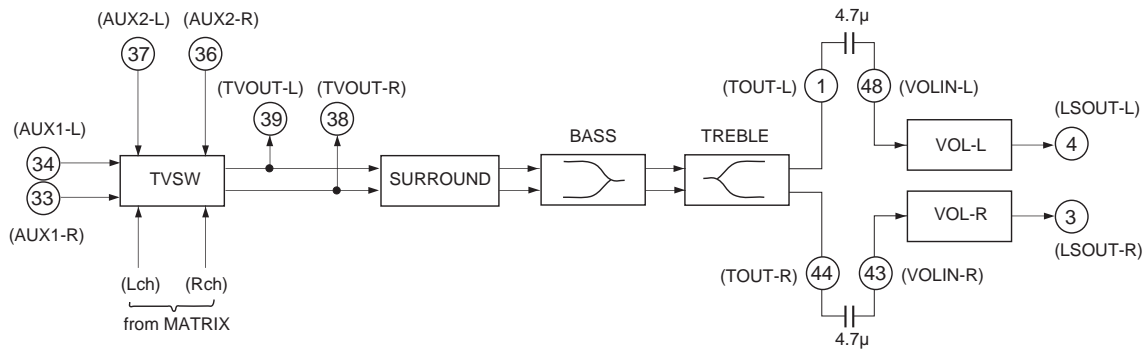 4.7µ
(AUX2-L) (AUX2-R)
37
36
(TVOUT-L) (TVOUT-R)
(TOUT-L)
1
48
(VOLIN-L)
39
38
(LSOUT-L)
(AUX1-L)
BASS
TREBLE
34
TVSW
SURROUND
VOL-L
4
33
(AUX1-R)
VOL-R
3
(LSOUT-R)
(Lch)
(Rch)
(TOUT-R)
44
43
(VOLIN-R)
from MATRIX
4.7µ